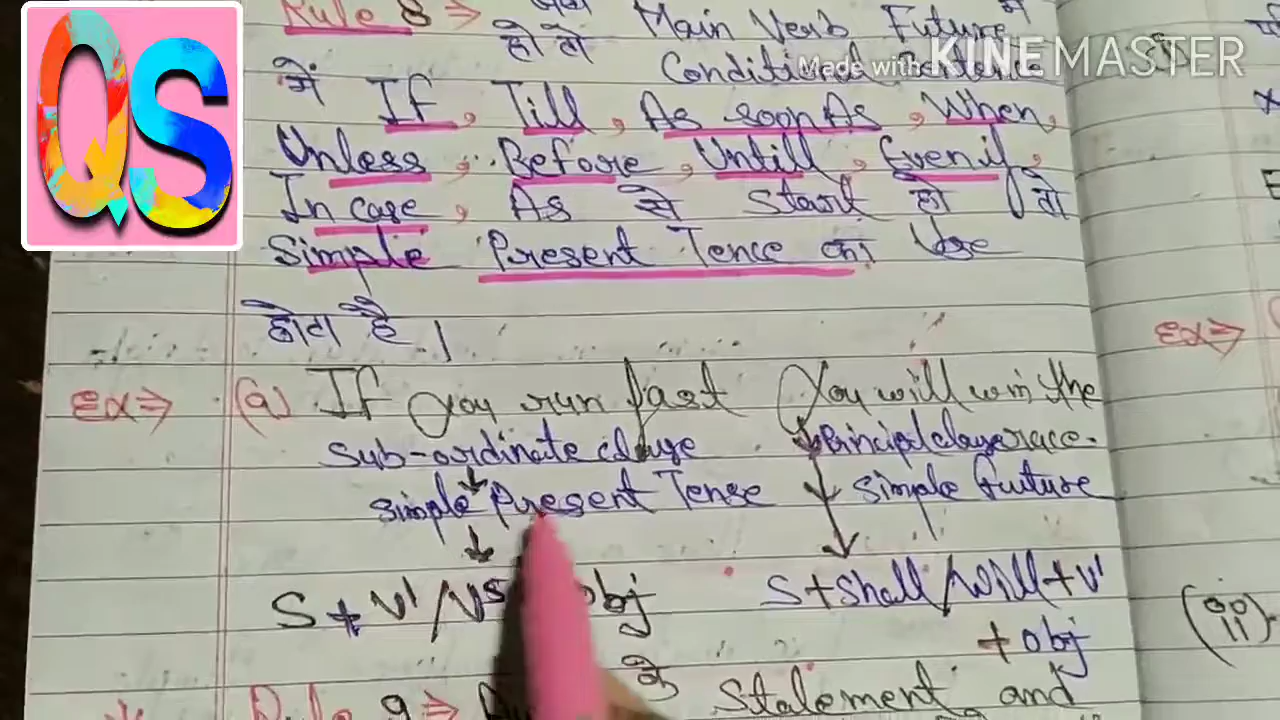 Rule 8 ⇒
हो तो Main Verb Future में
Made with KINEMASTER
में If, Till, As soon As, When,
Unless, Before, Untill, Even if,
In case, As से start हो तो
Simple Present Tence का Use
होता है।
Ex ⇒ (a) If you run fast You will win the
race.
Sub-ordinate clause Principal clause
Simple Present Tense Simple Future
S + V¹ / Vs obj S + Shall / Will + V¹
+ obj
Rule 9 ⇒ के Statement and
QS
Ex ⇒